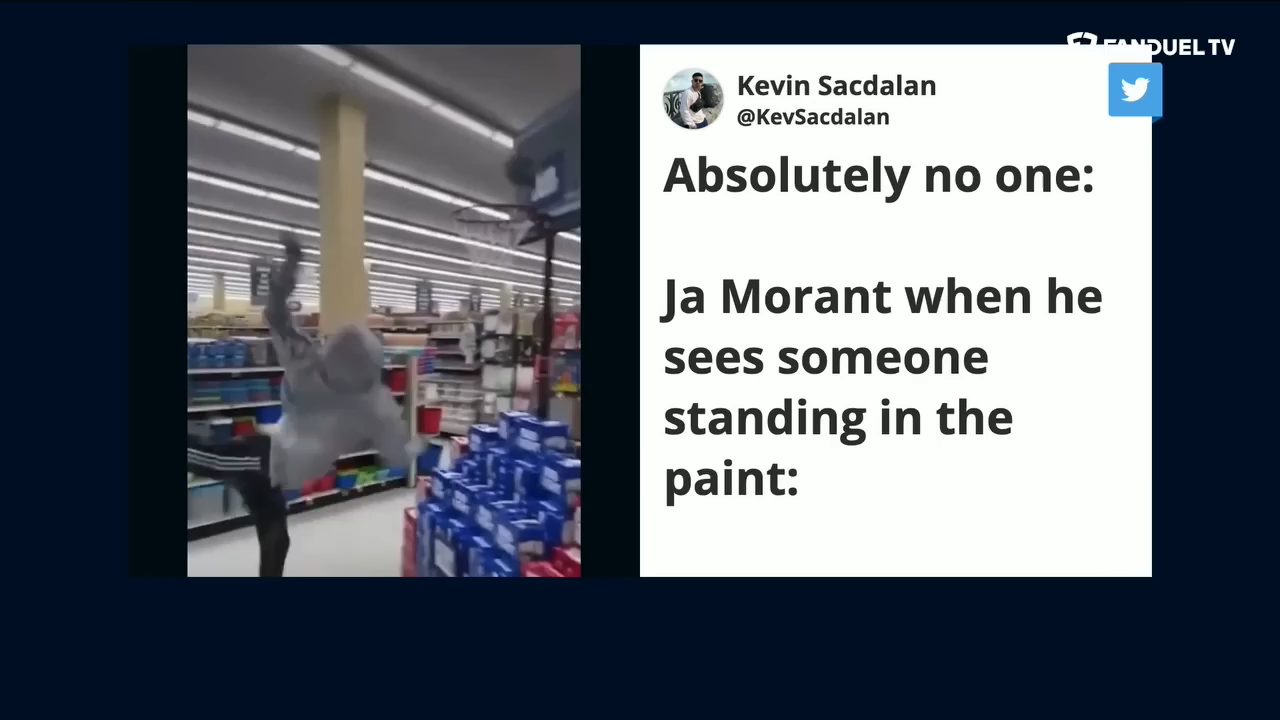 FANDUEL TV
Kevin Sacdalan
@KevSacdalan
Absolutely no one:
Ja Morant when he
sees someone
standing in the
paint: